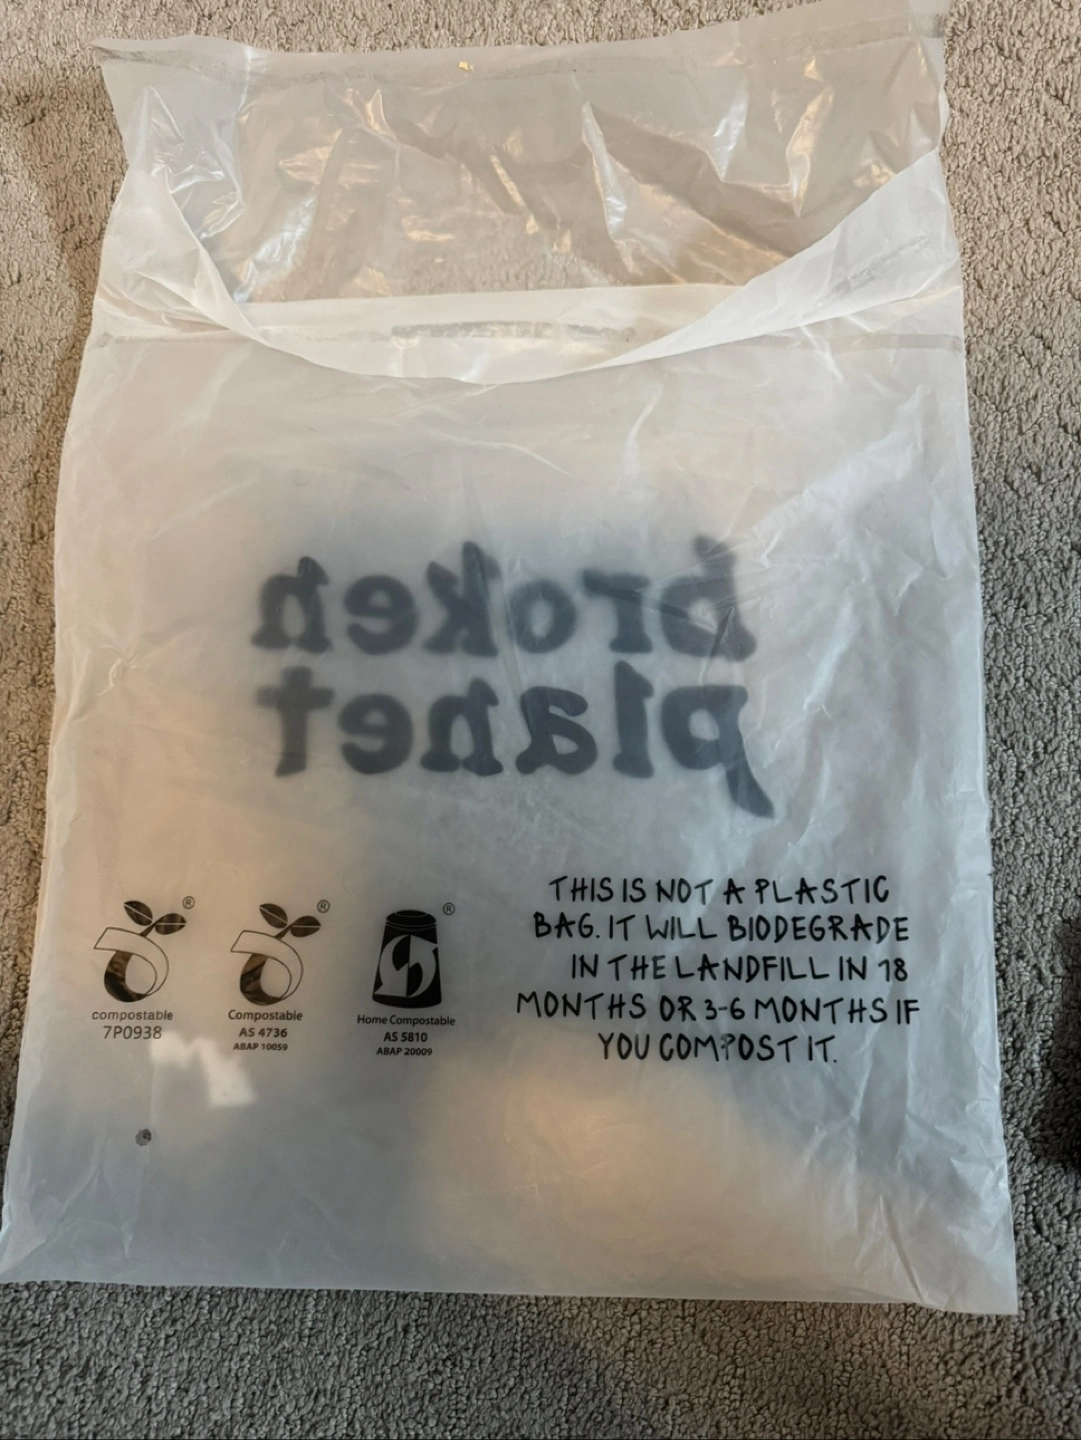 broken
planet
THIS IS NOT A PLASTIC
BAG. IT WILL BIODEGRADE
IN THE LANDFILL IN 18
MONTHS OR 3-6 MONTHS IF
YOU COMPOST IT.
®
compostable
7P0938
®
Compostable
AS 4736
ABAP 10059
®
Home Compostable
AS 5810
ABAP 20009